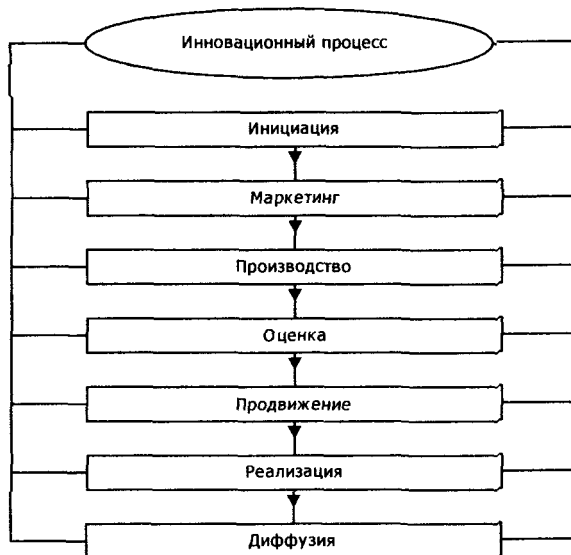 Инновационный процесс
Инициация
Маркетинг
Производство
Оценка
Продвижение
Реализация
Диффузия